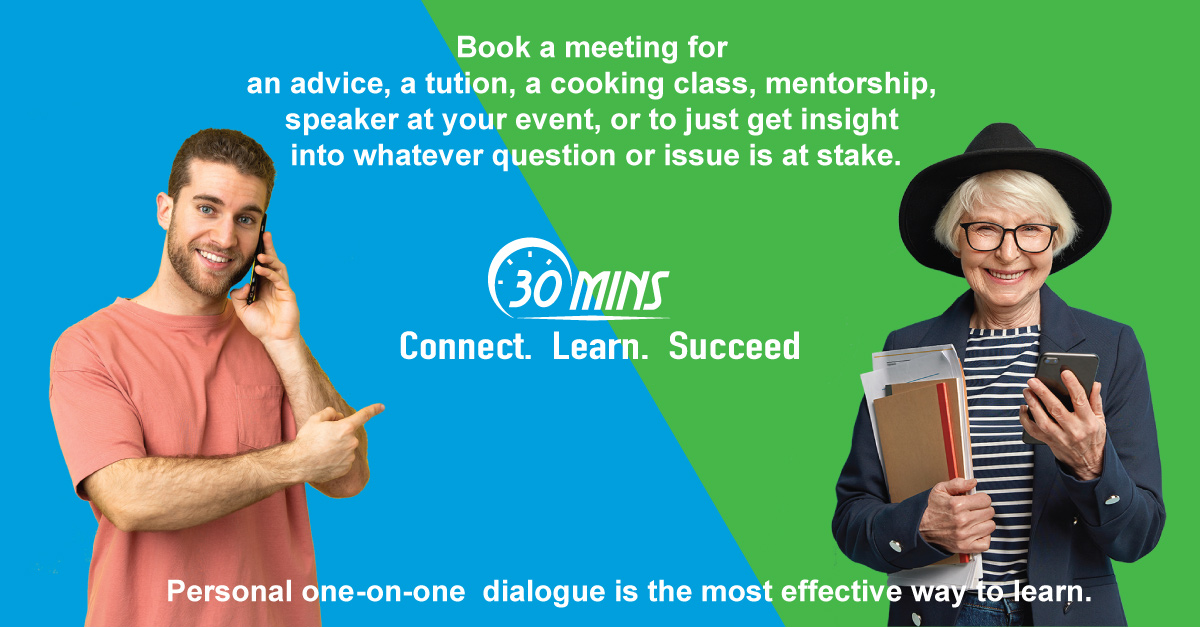 Book a meeting for
an advice, a tution, a cooking class, mentorship,
speaker at your event, or to just get insight
into whatever question or issue is at stake.
30 MINS
Connect. Learn. Succeed
Personal one-on-one dialogue is the most effective way to learn.